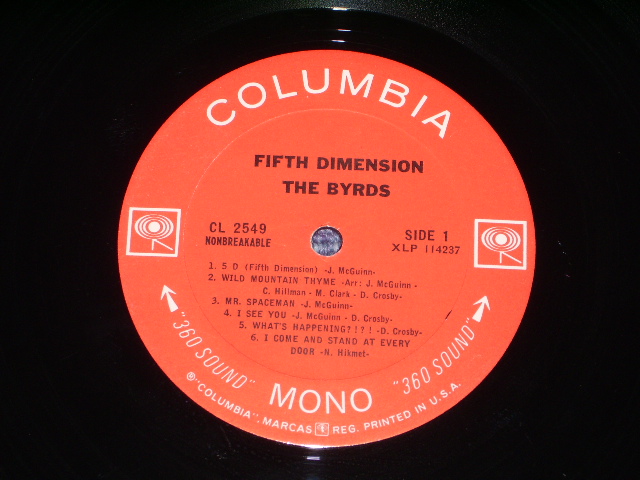 COLUMBIA
FIFTH DIMENSION
THE BYRDS
CL 2549
NONBREAKABLE
SIDE 1
XLP 114237
1. 5 D (Fifth Dimension) -J. McGuinn-
2. WILD MOUNTAIN THYME -Arr: J. McGuinn -
C. Hillman - M. Clark - D. Crosby-
3. MR. SPACEMAN -J. McGuinn-
4. I SEE YOU -J. McGuinn - D. Crosby-
5. WHAT'S HAPPENING?!?! -D. Crosby-
6. I COME AND STAND AT EVERY
DOOR -N. Hikmet-
"360 SOUND" MONO "360 SOUND"
®"COLUMBIA". MARCAS REG. PRINTED IN U.S.A.